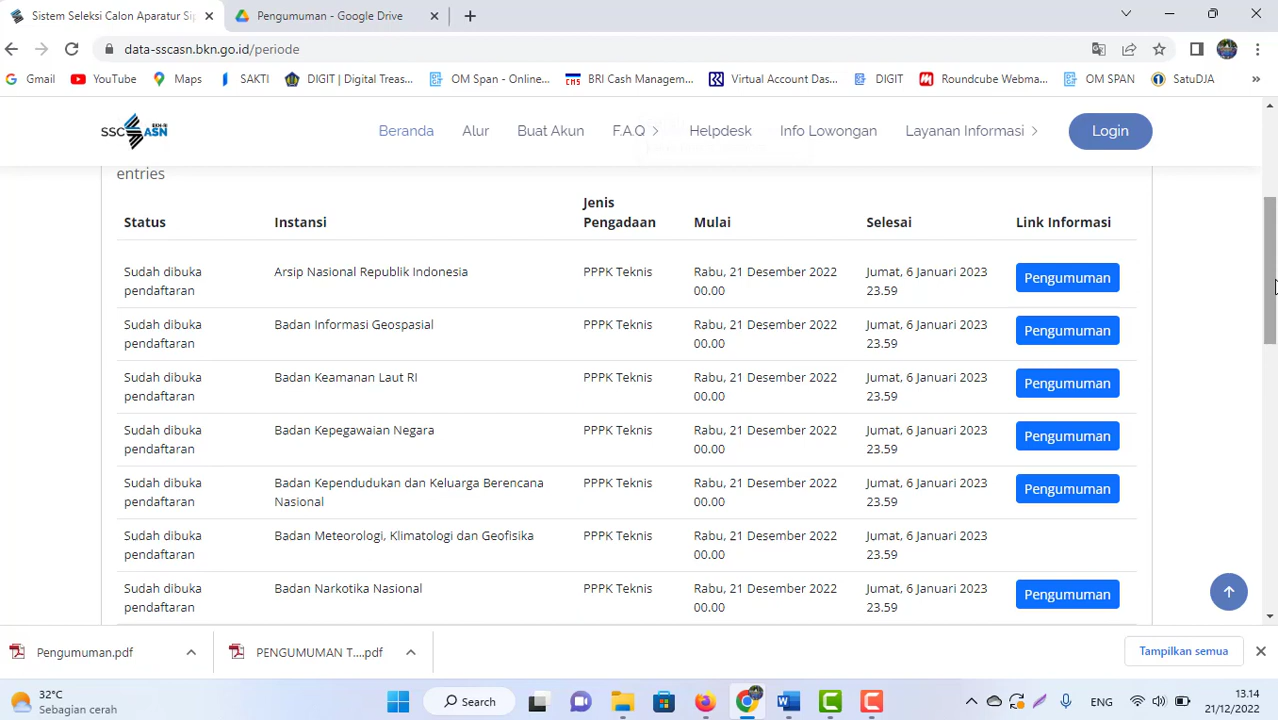 Sistem Seleksi Calon Aparatur Sip
Pengumuman - Google Drive
data-sscasn.bkn.go.id/periode
Gmail
YouTube
Maps
SAKTI
DIGIT | Digital Treas...
OM Span - Online...
BRI Cash Managem...
Virtual Account Das...
DIGIT
Roundcube Webma...
OM SPAN
SatuDJA
»
SSC ASN
BKN-RI
Beranda
Alur
Buat Akun
F.A.Q
Helpdesk
Info Lowongan
Layanan Informasi
Login
entries
Status
Instansi
Jenis
Pengadaan
Mulai
Selesai
Link Informasi
Sudah dibuka
pendaftaran
Arsip Nasional Republik Indonesia
PPPK Teknis
Rabu, 21 Desember 2022
00.00
Jumat, 6 Januari 2023
23.59
Pengumuman
Sudah dibuka
pendaftaran
Badan Informasi Geospasial
PPPK Teknis
Rabu, 21 Desember 2022
00.00
Jumat, 6 Januari 2023
23.59
Pengumuman
Sudah dibuka
pendaftaran
Badan Keamanan Laut RI
PPPK Teknis
Rabu, 21 Desember 2022
00.00
Jumat, 6 Januari 2023
23.59
Pengumuman
Sudah dibuka
pendaftaran
Badan Kepegawaian Negara
PPPK Teknis
Rabu, 21 Desember 2022
00.00
Jumat, 6 Januari 2023
23.59
Pengumuman
Sudah dibuka
pendaftaran
Badan Kependudukan dan Keluarga Berencana
Nasional
PPPK Teknis
Rabu, 21 Desember 2022
00.00
Jumat, 6 Januari 2023
23.59
Pengumuman
Sudah dibuka
pendaftaran
Badan Meteorologi, Klimatologi dan Geofisika
PPPK Teknis
Rabu, 21 Desember 2022
00.00
Jumat, 6 Januari 2023
23.59
Sudah dibuka
pendaftaran
Badan Narkotika Nasional
PPPK Teknis
Rabu, 21 Desember 2022
00.00
Jumat, 6 Januari 2023
23.59
Pengumuman
Pengumuman.pdf
PENGUMUMAN T....pdf
Tampilkan semua
32°C
Sebagian cerah
Search
ENG
13.14
21/12/2022